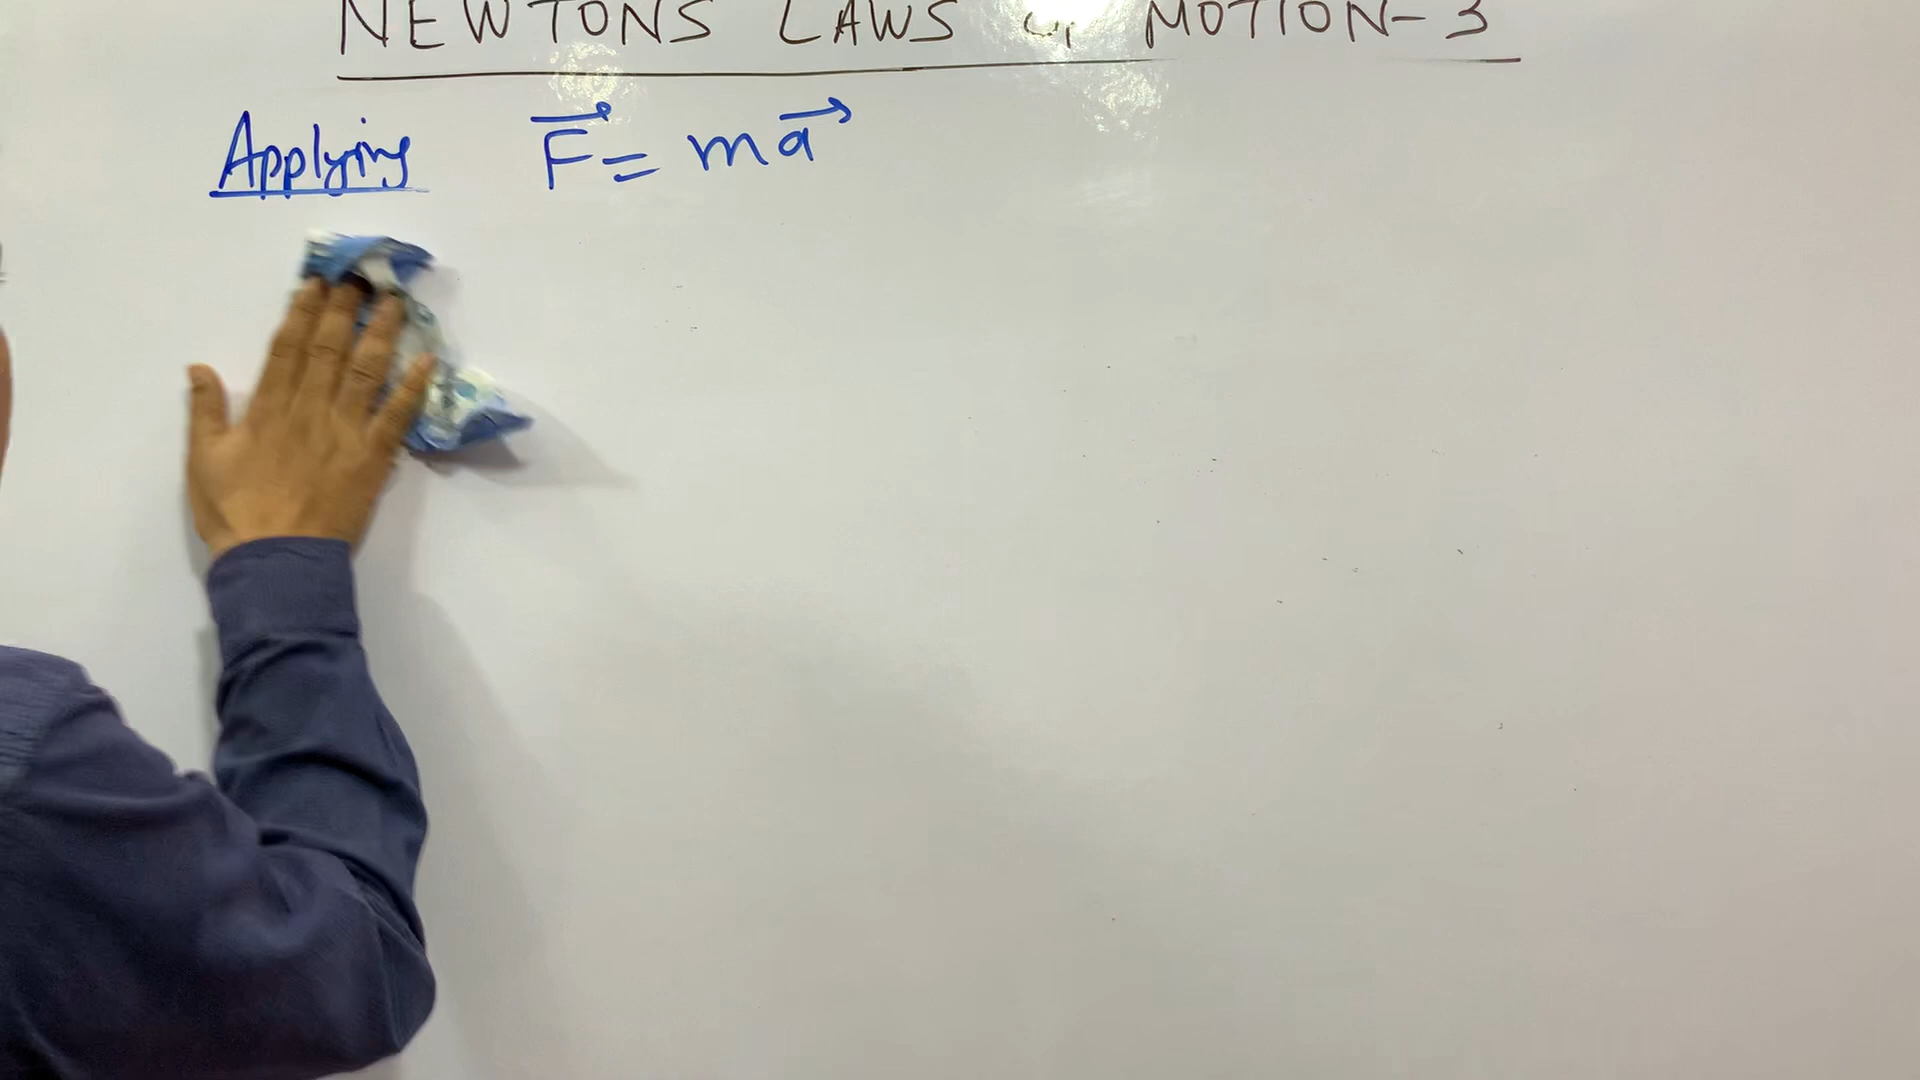 NEWTONS LAWS MOTION-3
Applying F⃗ = ma⃗